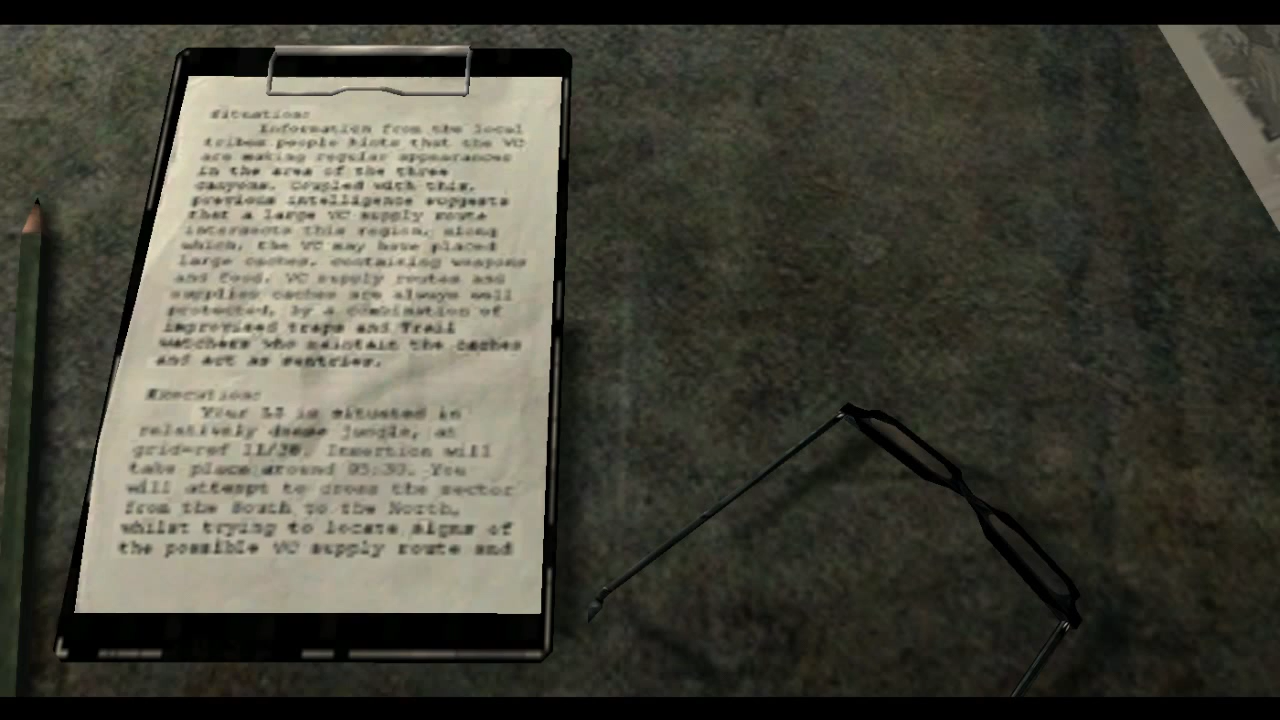 Situation:
Information from the local
tribes people hints that the VC
are making regular appearances
in the area of the three
canyons. Coupled with this,
previous intelligence suggests
that a large VC supply route
intersects this region, along
which, the VC may have placed
large caches, containing weapons
and food. VC supply routes and
supplies caches are always well
protected, by a combination of
improvised traps and Trail
Watchers who maintain the caches
and act as sentries.
Execution:
Your LZ is situated in
relatively dense jungle, at
grid-ref 11/38. Insertion will
take place around 05:30. You
will attempt to cross the sector
from the South to the North,
whilst trying to locate signs of
the possible VC supply route and